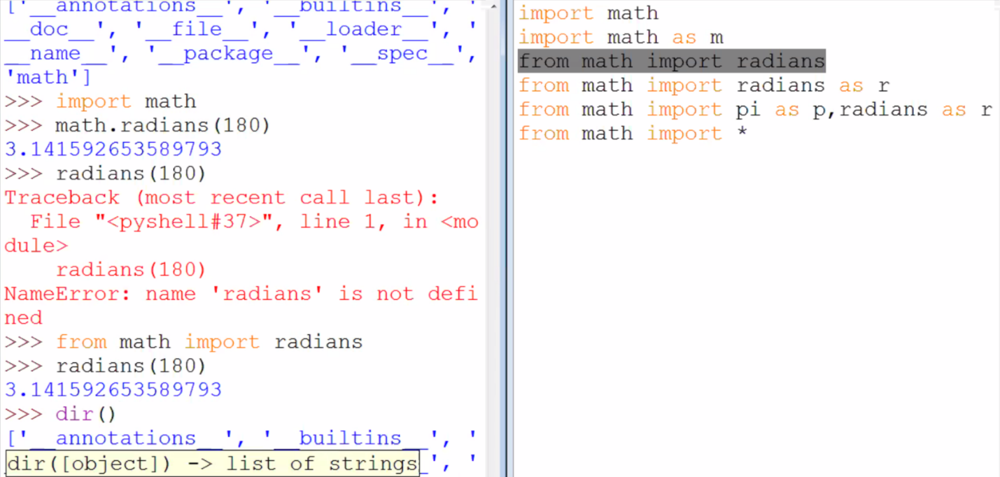 ['__annotations__', '__builtins__', '
__doc__', '__file__', '__loader__', '
__name__', '__package__', '__spec__',
'math']
>>> import math
>>> math.radians(180)
3.141592653589793
>>> radians(180)
Traceback (most recent call last):
  File "<pyshell#37>", line 1, in <mo
dule>
    radians(180)
NameError: name 'radians' is not defi
ned
>>> from math import radians
>>> radians(180)
3.141592653589793
>>> dir()
['__annotations__', '__builtins__', '
dir([object]) -> list of strings_', '
import math
import math as m
from math import radians
from math import radians as r
from math import pi as p,radians as r
from math import *